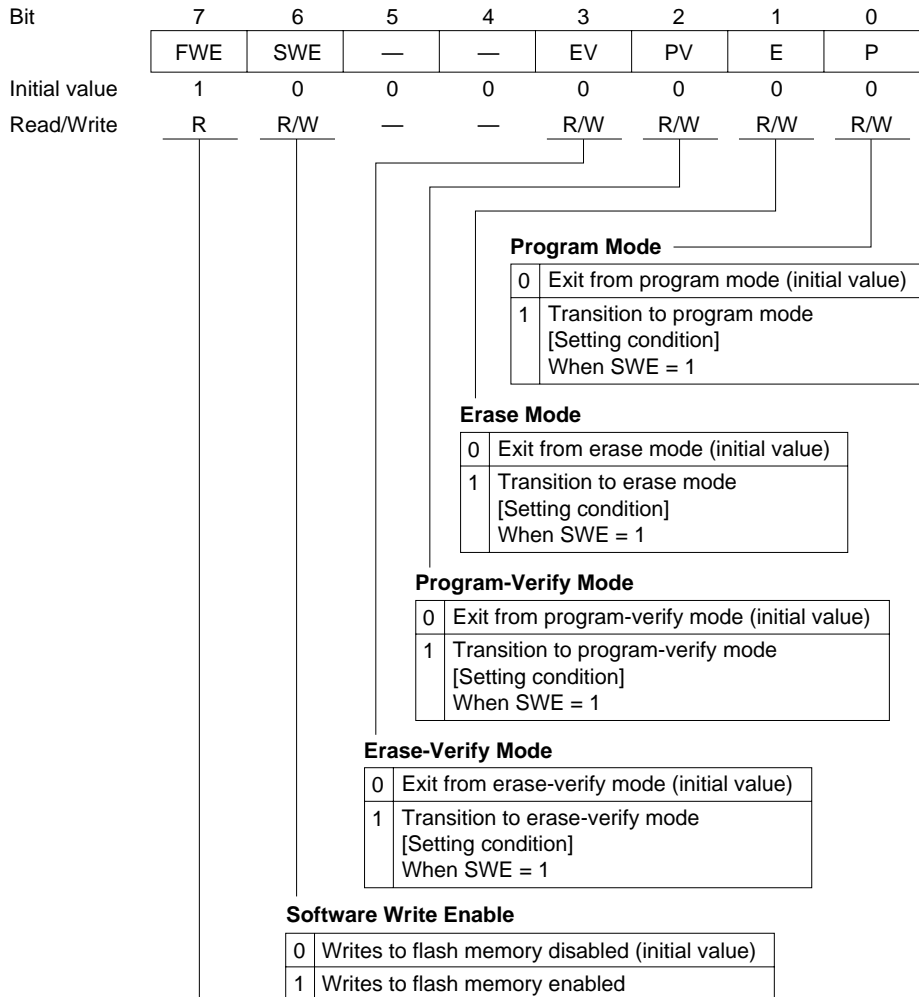 Bit 7 6 5 4 3 2 1 0
FWE SWE — — EV PV E P
Initial value 1 0 0 0 0 0 0 0
Read/Write R R/W — — R/W R/W R/W R/W
Program Mode
0 Exit from program mode (initial value)
1 Transition to program mode
[Setting condition]
When SWE = 1
Erase Mode
0 Exit from erase mode (initial value)
1 Transition to erase mode
[Setting condition]
When SWE = 1
Program-Verify Mode
0 Exit from program-verify mode (initial value)
1 Transition to program-verify mode
[Setting condition]
When SWE = 1
Erase-Verify Mode
0 Exit from erase-verify mode (initial value)
1 Transition to erase-verify mode
[Setting condition]
When SWE = 1
Software Write Enable
0 Writes to flash memory disabled (initial value)
1 Writes to flash memory enabled